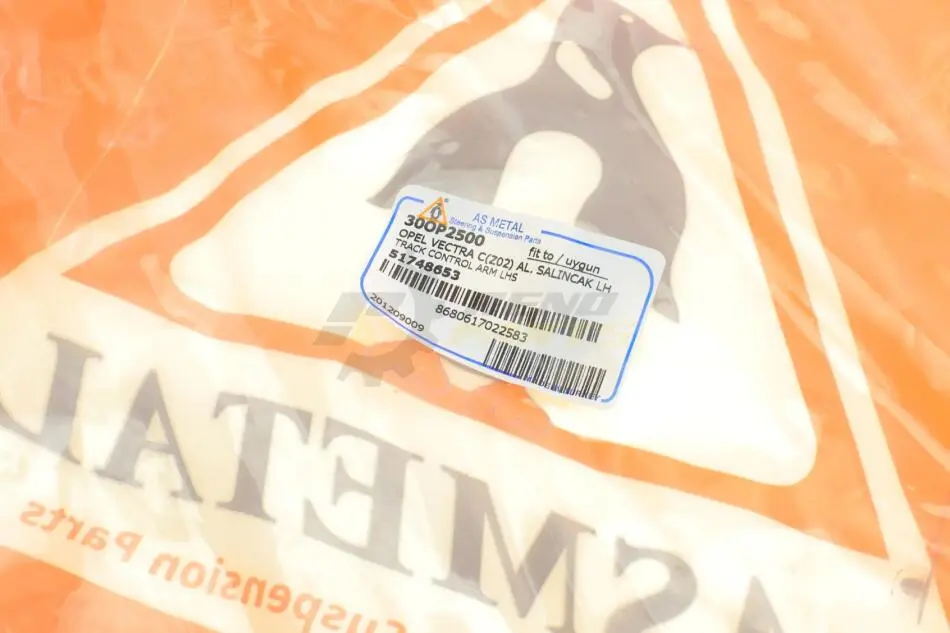 AS METAL
Steering & Suspension Parts
30OP2500
fit to / uygun
OPEL VECTRA C(Z02) AL. SALINCAK LH
TRACK CONTROL ARM LHS
51748653
201209009
8680617022583
ASMETAL
Suspension Parts